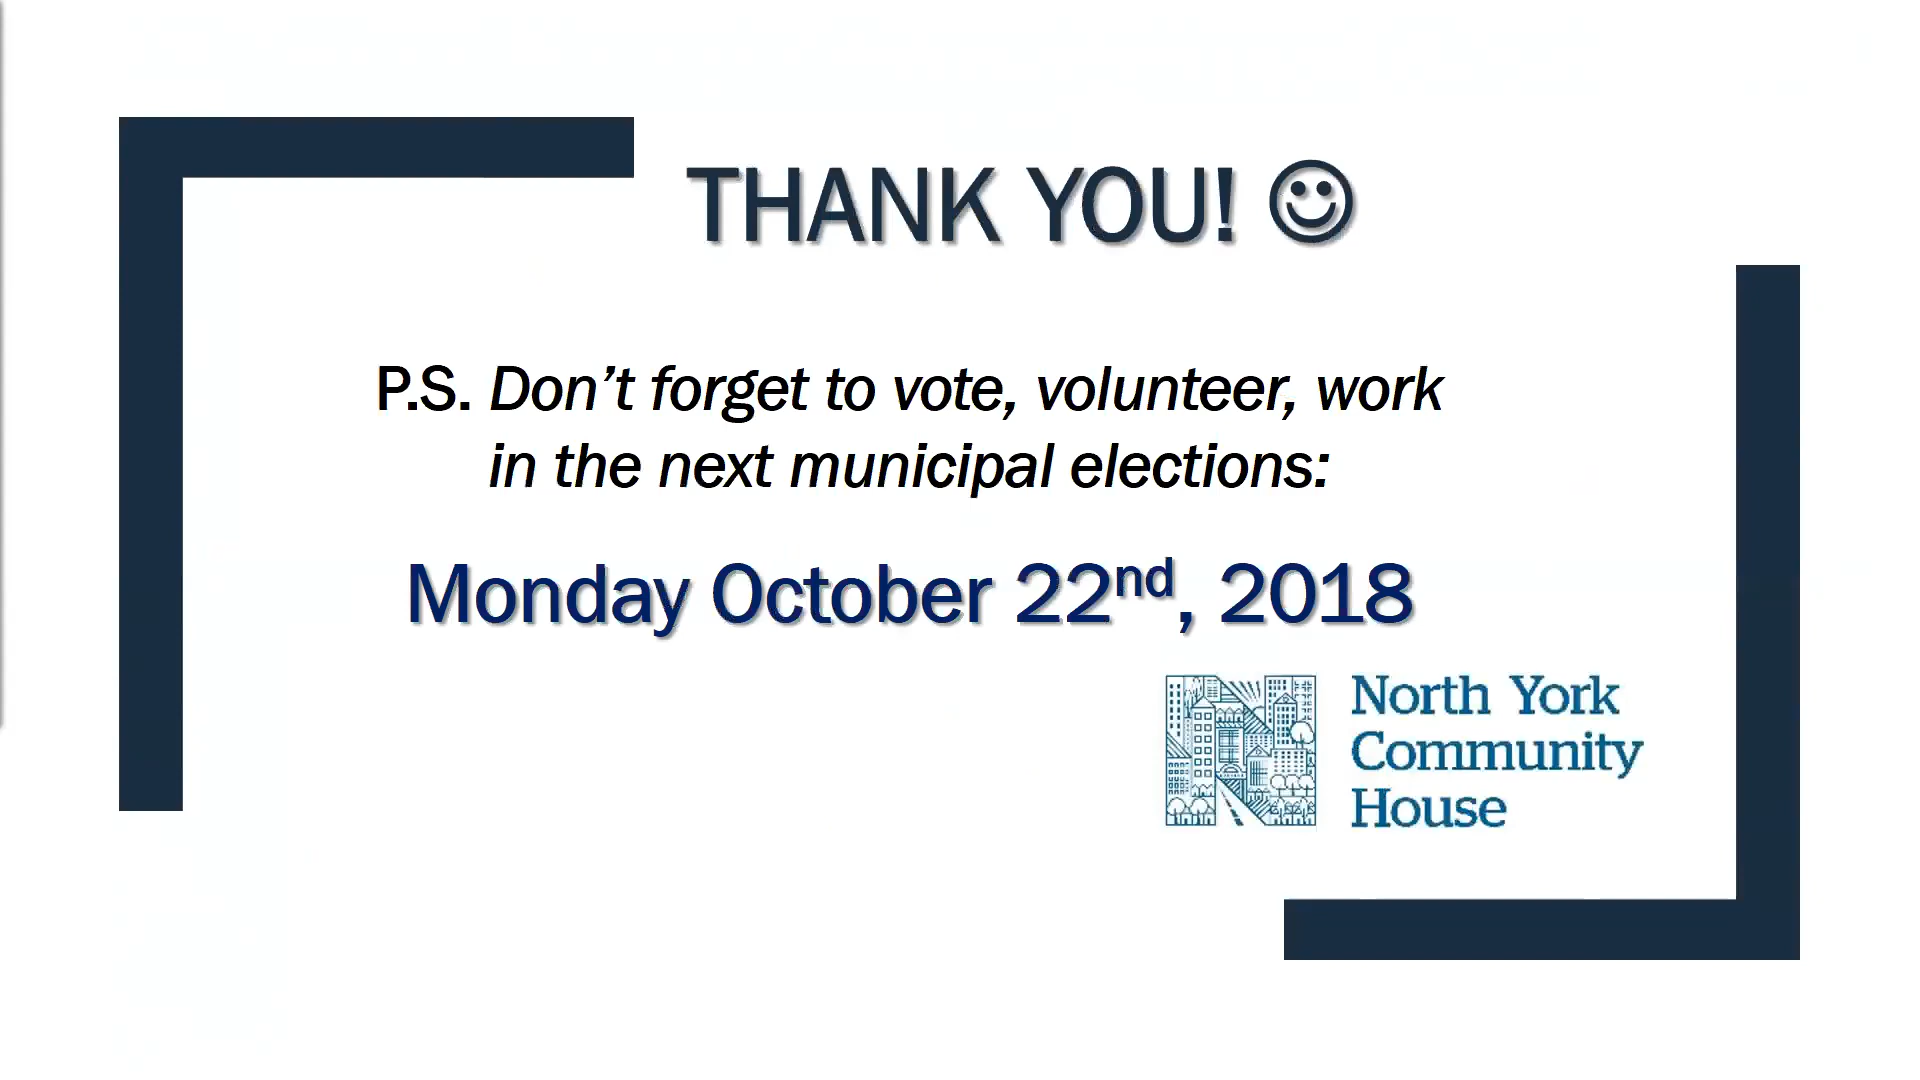 THANK YOU! ☺
P.S. Don’t forget to vote, volunteer, work
in the next municipal elections:
Monday October 22nd, 2018
North York
Community
House